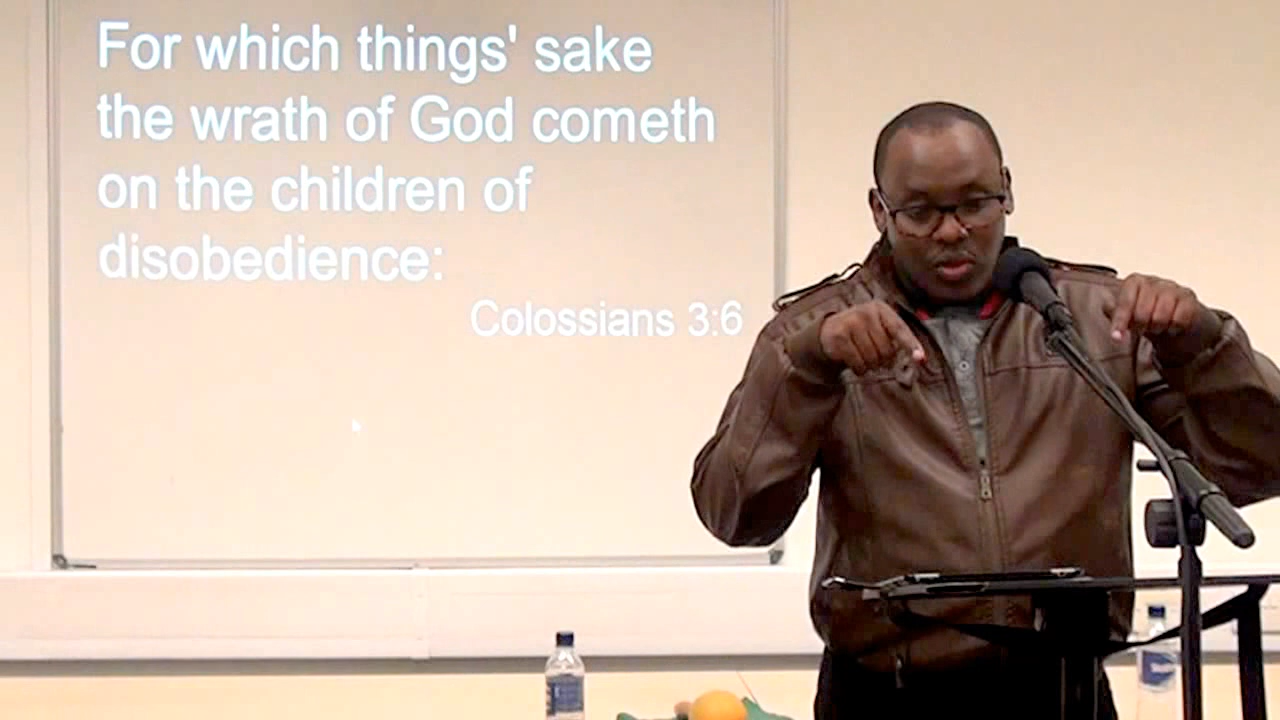 For which things' sake
the wrath of God cometh
on the children of
disobedience:
Colossians 3:6